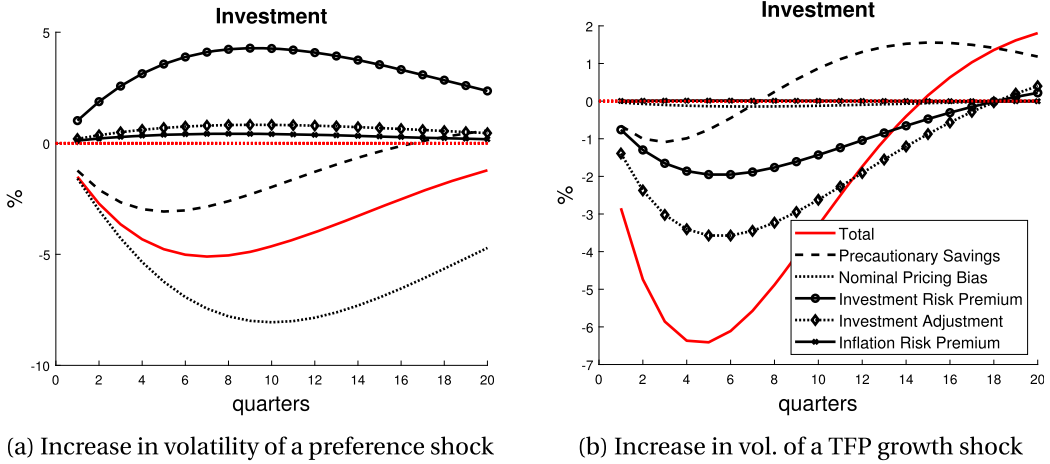 Investment
5
0
-5
-10
%
0 2 4 6 8 10 12 14 16 18 20
quarters
(a) Increase in volatility of a preference shock
Investment
2
1
0
-1
-2
-3
-4
-5
-6
-7
%
0 2 4 6 8 10 12 14 16 18 20
quarters
Total
Precautionary Savings
Nominal Pricing Bias
Investment Risk Premium
Investment Adjustment
Inflation Risk Premium
(b) Increase in vol. of a TFP growth shock